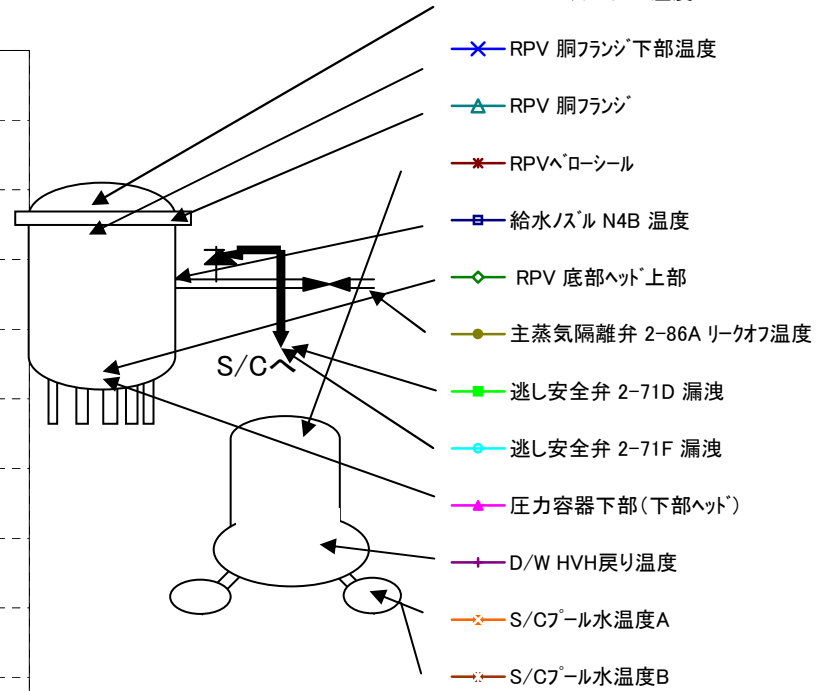 RPV 胴フランジ下部温度
RPV 胴フランジ
RPVベローシール
給水ノズル N4B 温度
RPV 底部ヘッド上部
主蒸気隔離弁 2-86A リークオフ温度
S/Cへ
逃し安全弁 2-71D 漏洩
逃し安全弁 2-71F 漏洩
圧力容器下部(下部ヘッド)
D/W HVH戻り温度
S/Cプール水温度A
S/Cプール水温度B